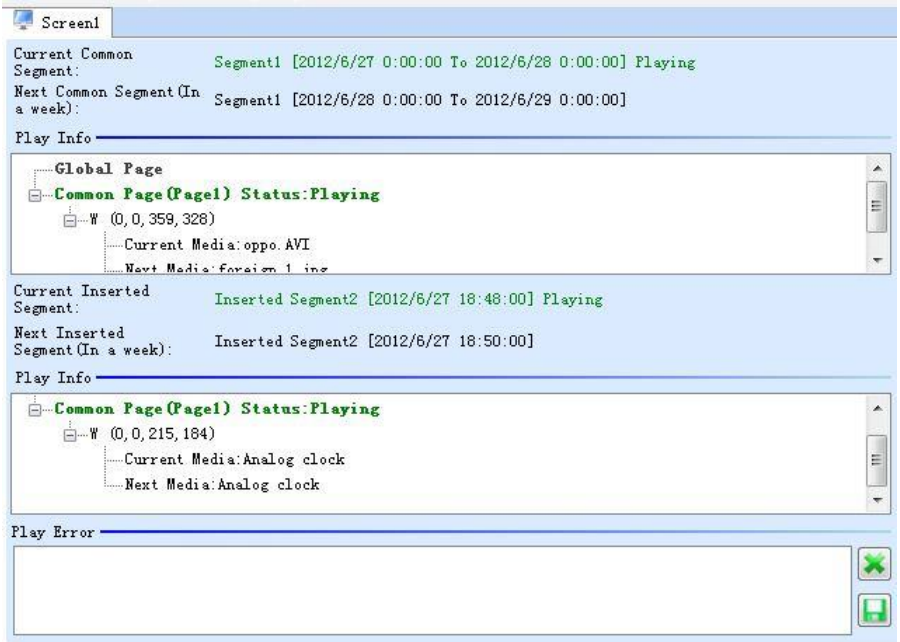 Screen1
Current Common
Segment:
Segment1 [2012/6/27 0:00:00 To 2012/6/28 0:00:00] Playing
Next Common Segment(In
a week):
Segment1 [2012/6/28 0:00:00 To 2012/6/29 0:00:00]
Play Info
Global Page
Common Page(Page1) Status:Playing
W (0,0,359,328)
Current Media:oppo.AVI
Next Media:foreign
Current Inserted
Segment:
Inserted Segment2 [2012/6/27 18:48:00] Playing
Next Inserted
Segment(In a week):
Inserted Segment2 [2012/6/27 18:50:00]
Play Info
Common Page(Page1) Status:Playing
W (0,0,215,184)
Current Media:Analog clock
Next Media:Analog clock
Play Error